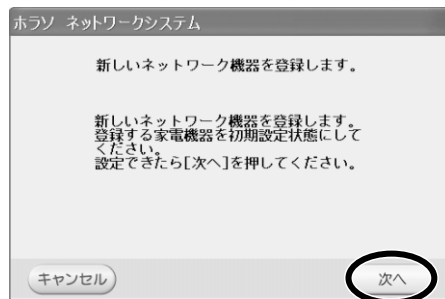 ホラソ ネットワークシステム
新しいネットワーク機器を登録します。
新しいネットワーク機器を登録します。
登録する家電機器を初期設定状態にして
ください。
設定できたら[次へ]を押してください。
キャンセル
次へ